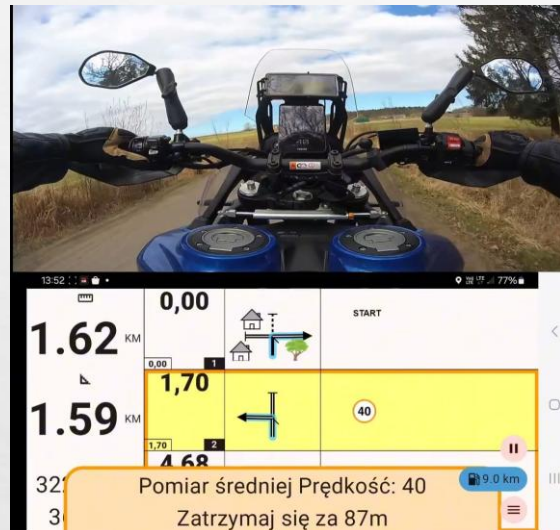 13:52
77%
1.62 KM
0,00
START
0,00 1
1.59 KM
1,70
40
1,70 2
4,68
9.0 km
Pomiar średniej Prędkość: 40
Zatrzymaj się za 87m